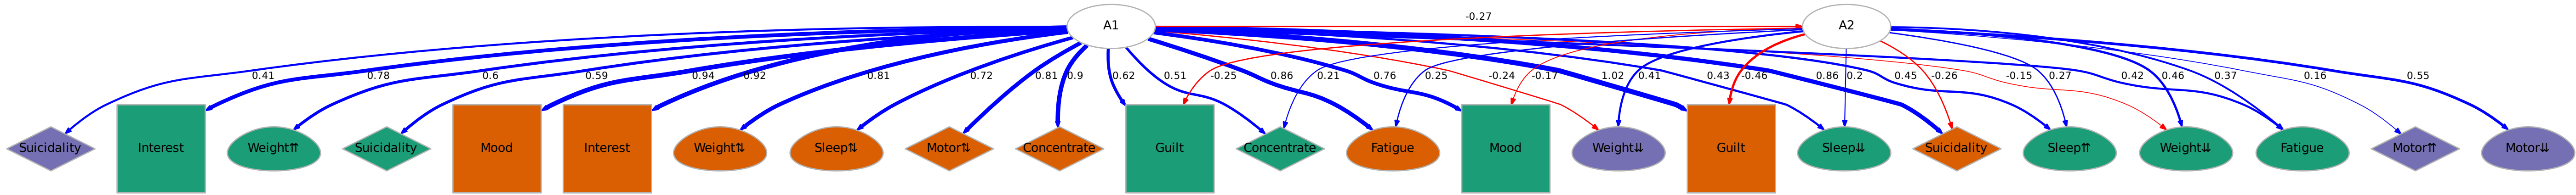 A1
A2
-0.27
0.41
0.78
0.6
0.59
0.94
0.92
0.81
0.72
0.81
0.9
0.62
0.51
-0.25
0.86
0.21
0.76
0.25
-0.24
-0.17
1.02
0.41
0.43
0.46
0.86
0.2
0.45
-0.26
-0.15
0.27
0.42
0.46
0.37
0.16
0.55
Suicidality
Interest
Weight⇈
Suicidality
Mood
Interest
Weight⇅
Sleep⇅
Motor⇅
Concentrate
Guilt
Concentrate
Fatigue
Mood
Weight⇊
Guilt
Sleep⇊
Suicidality
Sleep⇈
Weight⇊
Fatigue
Motor⇈
Motor⇊